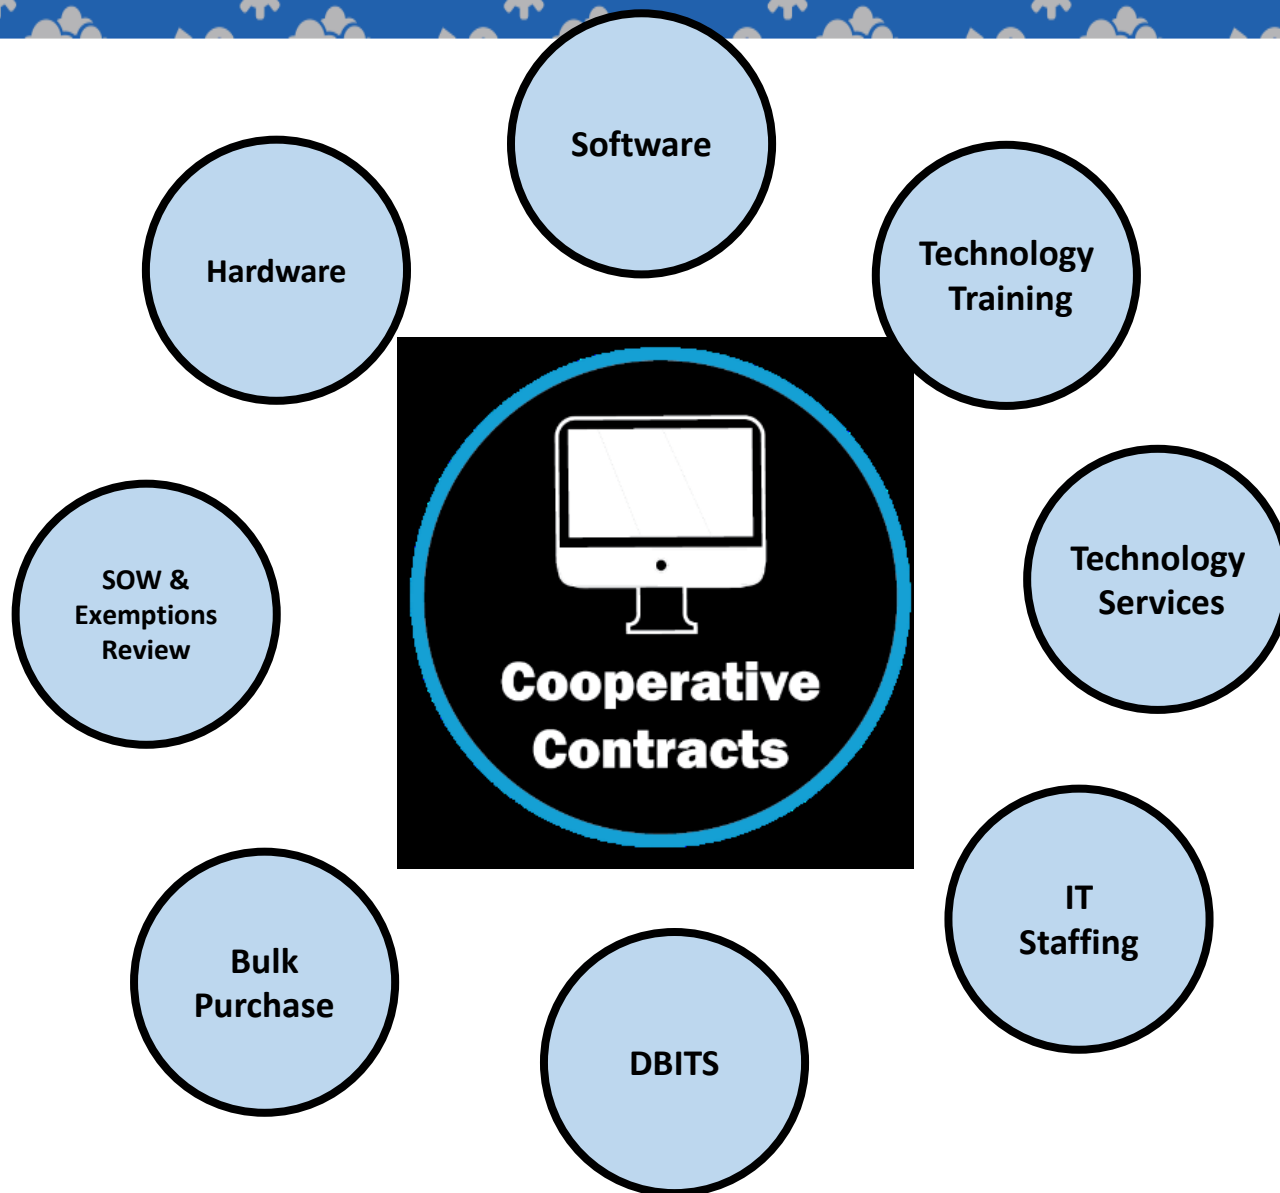 Software
Hardware
Technology
Training
Cooperative
Contracts
Technology
Services
SOW &
Exemptions
Review
IT
Staffing
Bulk
Purchase
DBITS